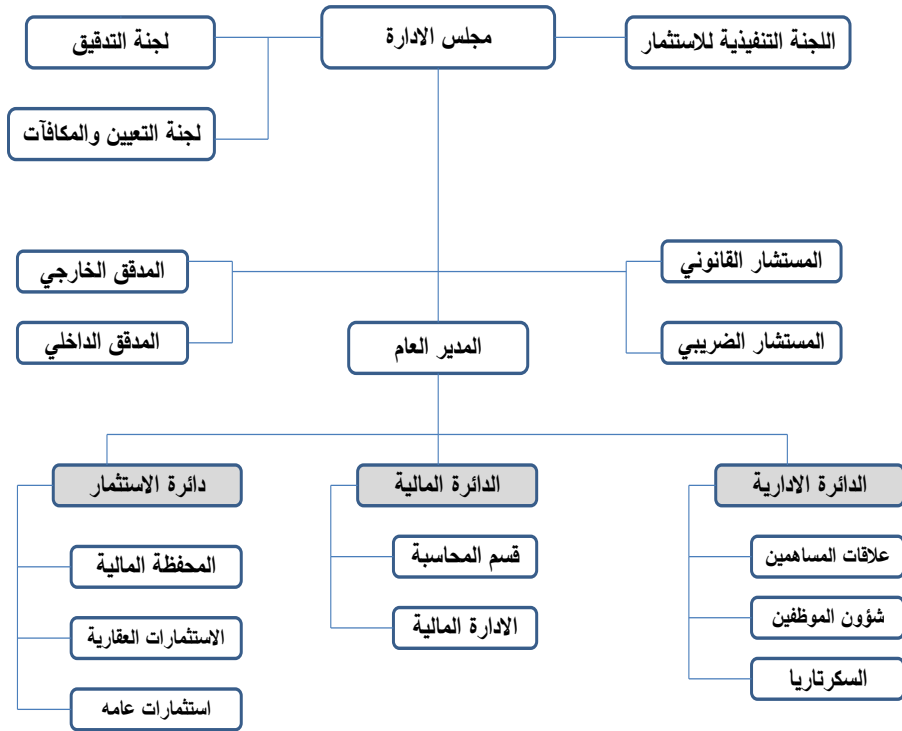 اللجنة التنفيذية للاستثمار
مجلس الادارة
لجنة التدقيق
لجنة التعيين والمكافآت
المستشار القانوني
المدقق الخارجي
المستشار الضريبي
المدير العام
المدقق الداخلي
الدائرة الادارية
الدائرة المالية
دائرة الاستثمار
علاقات المساهمين
قسم المحاسبة
المحفظة المالية
شؤون الموظفين
الادارة المالية
الاستثمارات العقارية
السكرتاريا
استثمارات عامه